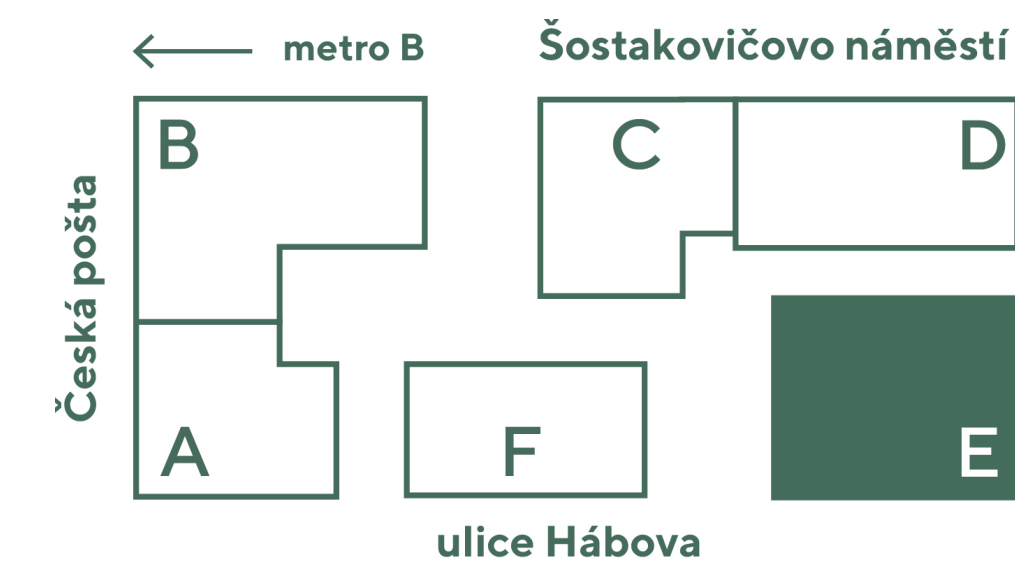 metro B
Šostakovičovo náměstí
B
C
D
Česká pošta
A
F
E
ulice Hábova